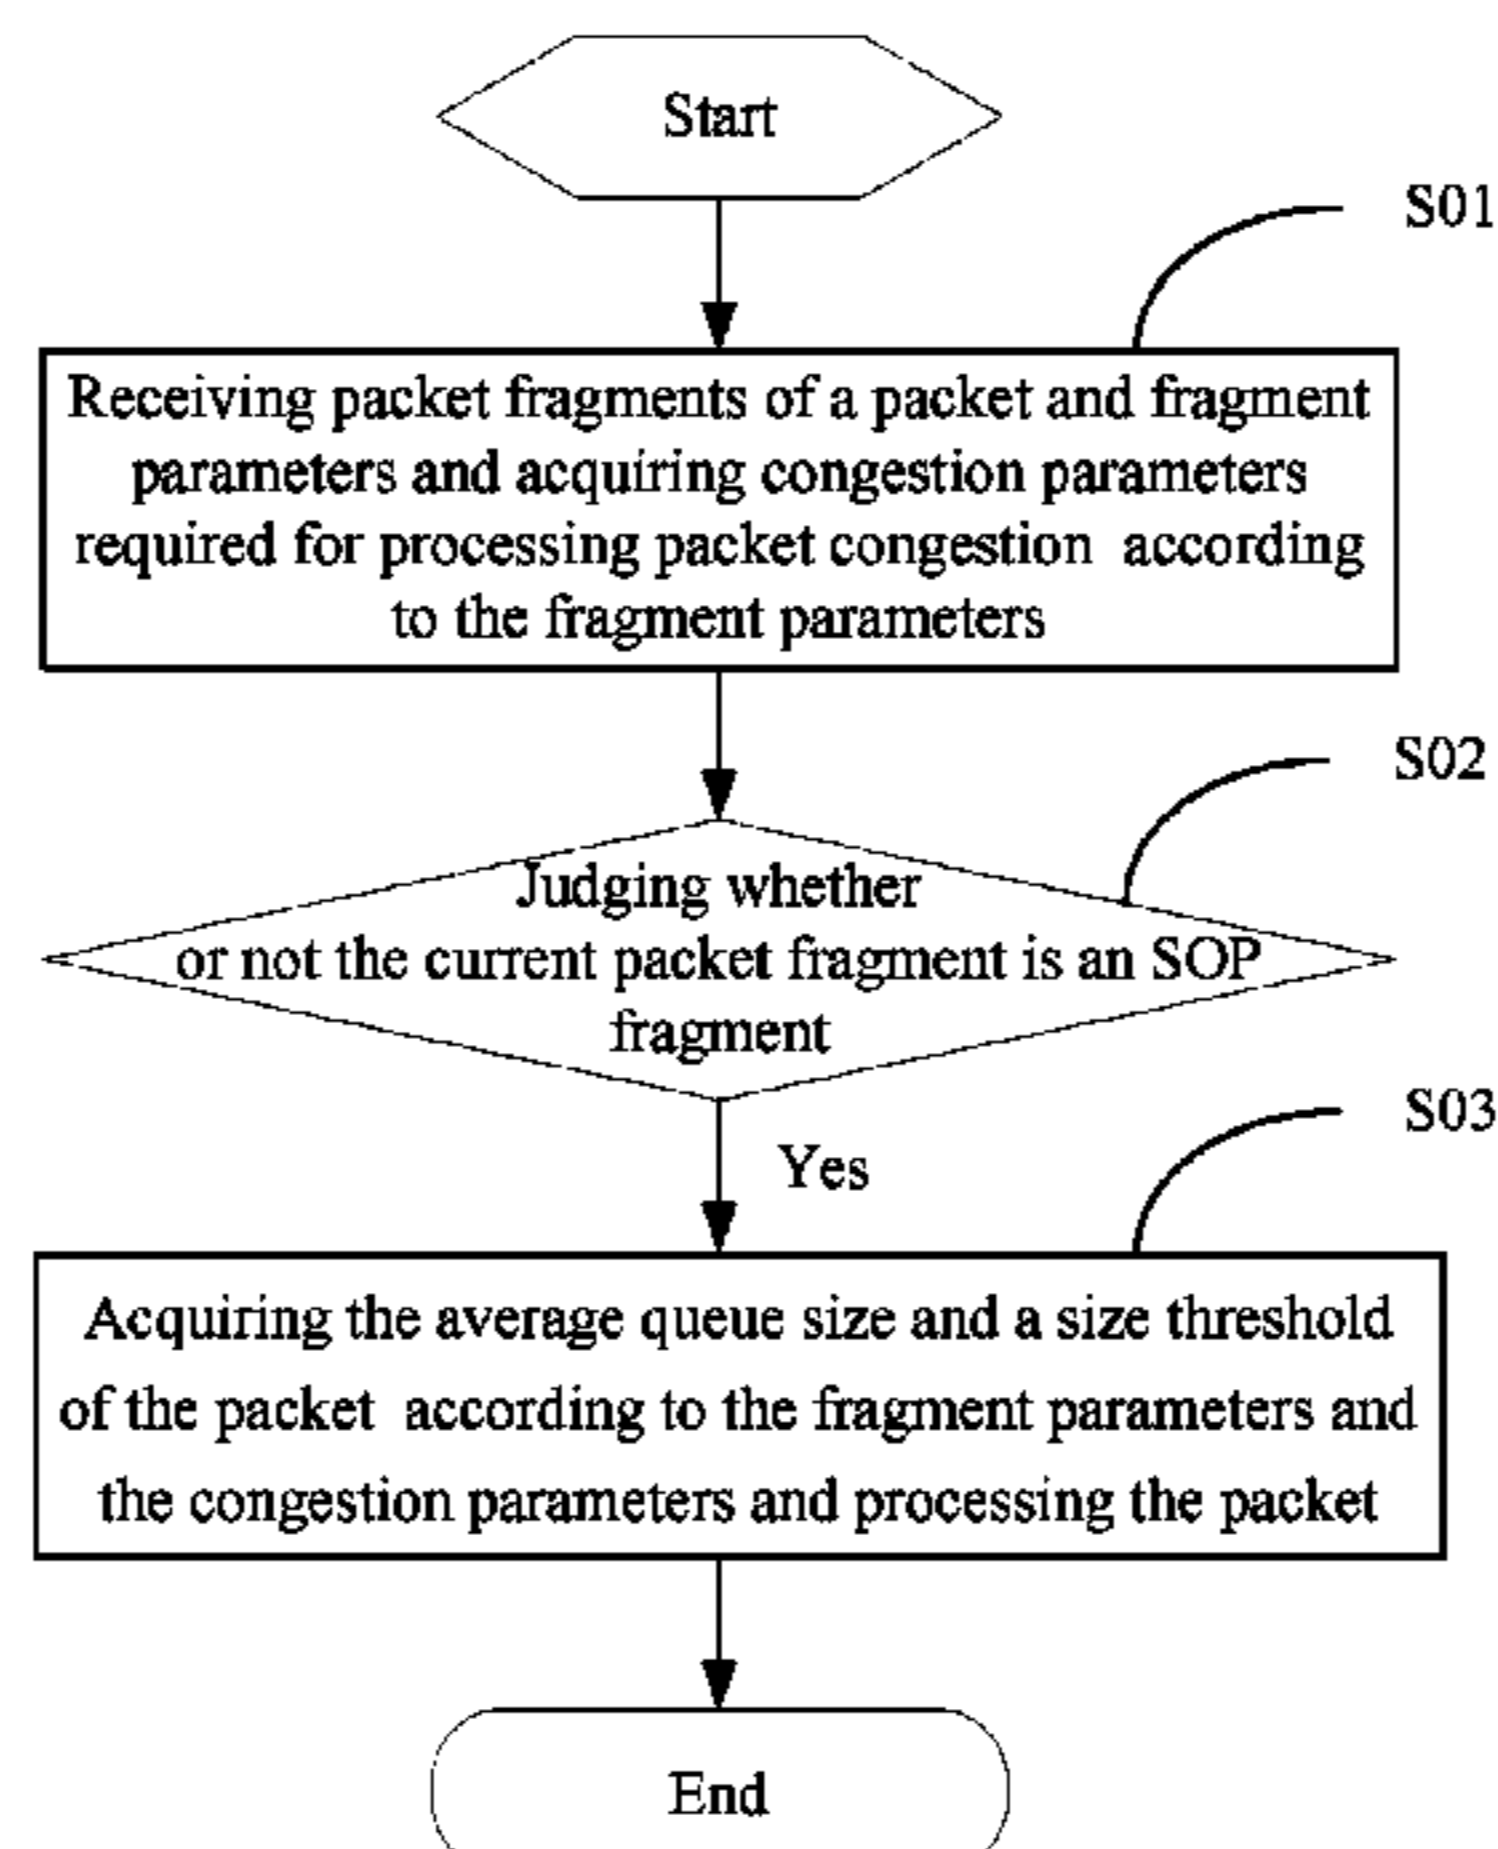 Start
S01
Receiving packet fragments of a packet and fragment
parameters and acquiring congestion parameters
required for processing packet congestion according
to the fragment parameters
S02
Judging whether
or not the current packet fragment is an SOP
fragment
S03
Yes
Acquiring the average queue size and a size threshold
of the packet according to the fragment parameters and
the congestion parameters and processing the packet
End